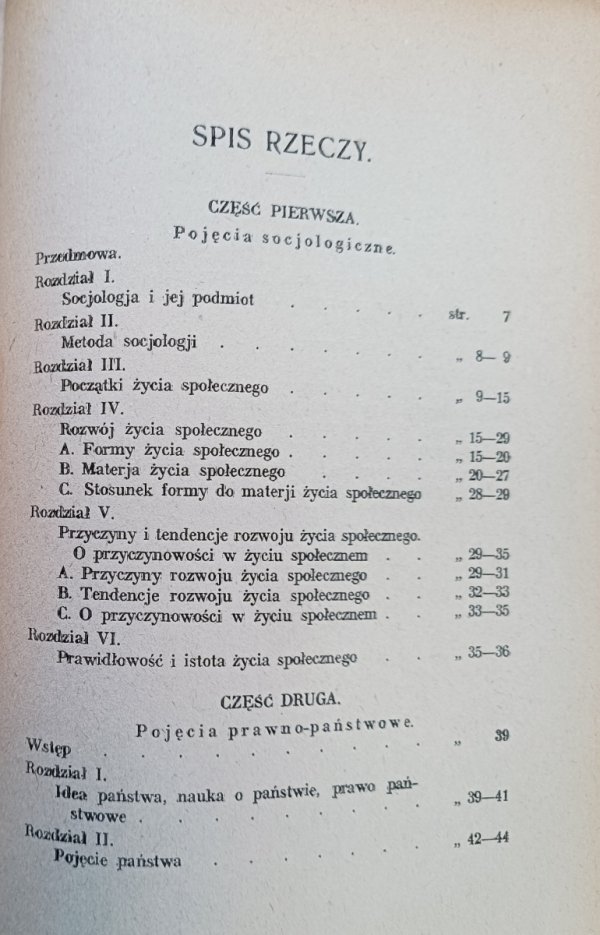 SPIS RZECZY.
CZĘŚĆ PIERWSZA.
Pojęcia socjologiczne.
Przedmowa.
Rozdział I.
Socjologja i jej podmiot . . . . . str. 7
Rozdział II.
Metoda socjologji . . . . . . „ 8— 9
Rozdział III.
Początki życia społecznego . . . . „ 9—15
Rozdział IV.
Rozwój życia społecznego . . . . „ 15—29
A. Formy życia społecznego . . . . „ 15—20
B. Materja życia społecznego . . . „ 20—27
C. Stosunek formy do materji życia społecznego „ 28—29
Rozdział V.
Przyczyny i tendencje rozwoju życia społecznego.
O przyczynowości w życiu społecznem . . „ 29—35
A. Przyczyny rozwoju życia społecznego . . „ 29—31
B. Tendencje rozwoju życia społecznego . . „ 32—33
C. O przyczynowości w życiu społecznem . . „ 33—35
Rozdział VI.
Prawidłowość i istota życia społecznego . . „ 35—36
CZĘŚĆ DRUGA.
Pojęcia prawno-państwowe.
Wstęp . . . . . . . . . „ 39
Rozdział I.
Idea państwa, nauka o państwie, prawo pań-
stwowe . . . . . . . . „ 39—41
Rozdział II.
Pojęcie państwa . . . . . . „ 42—44